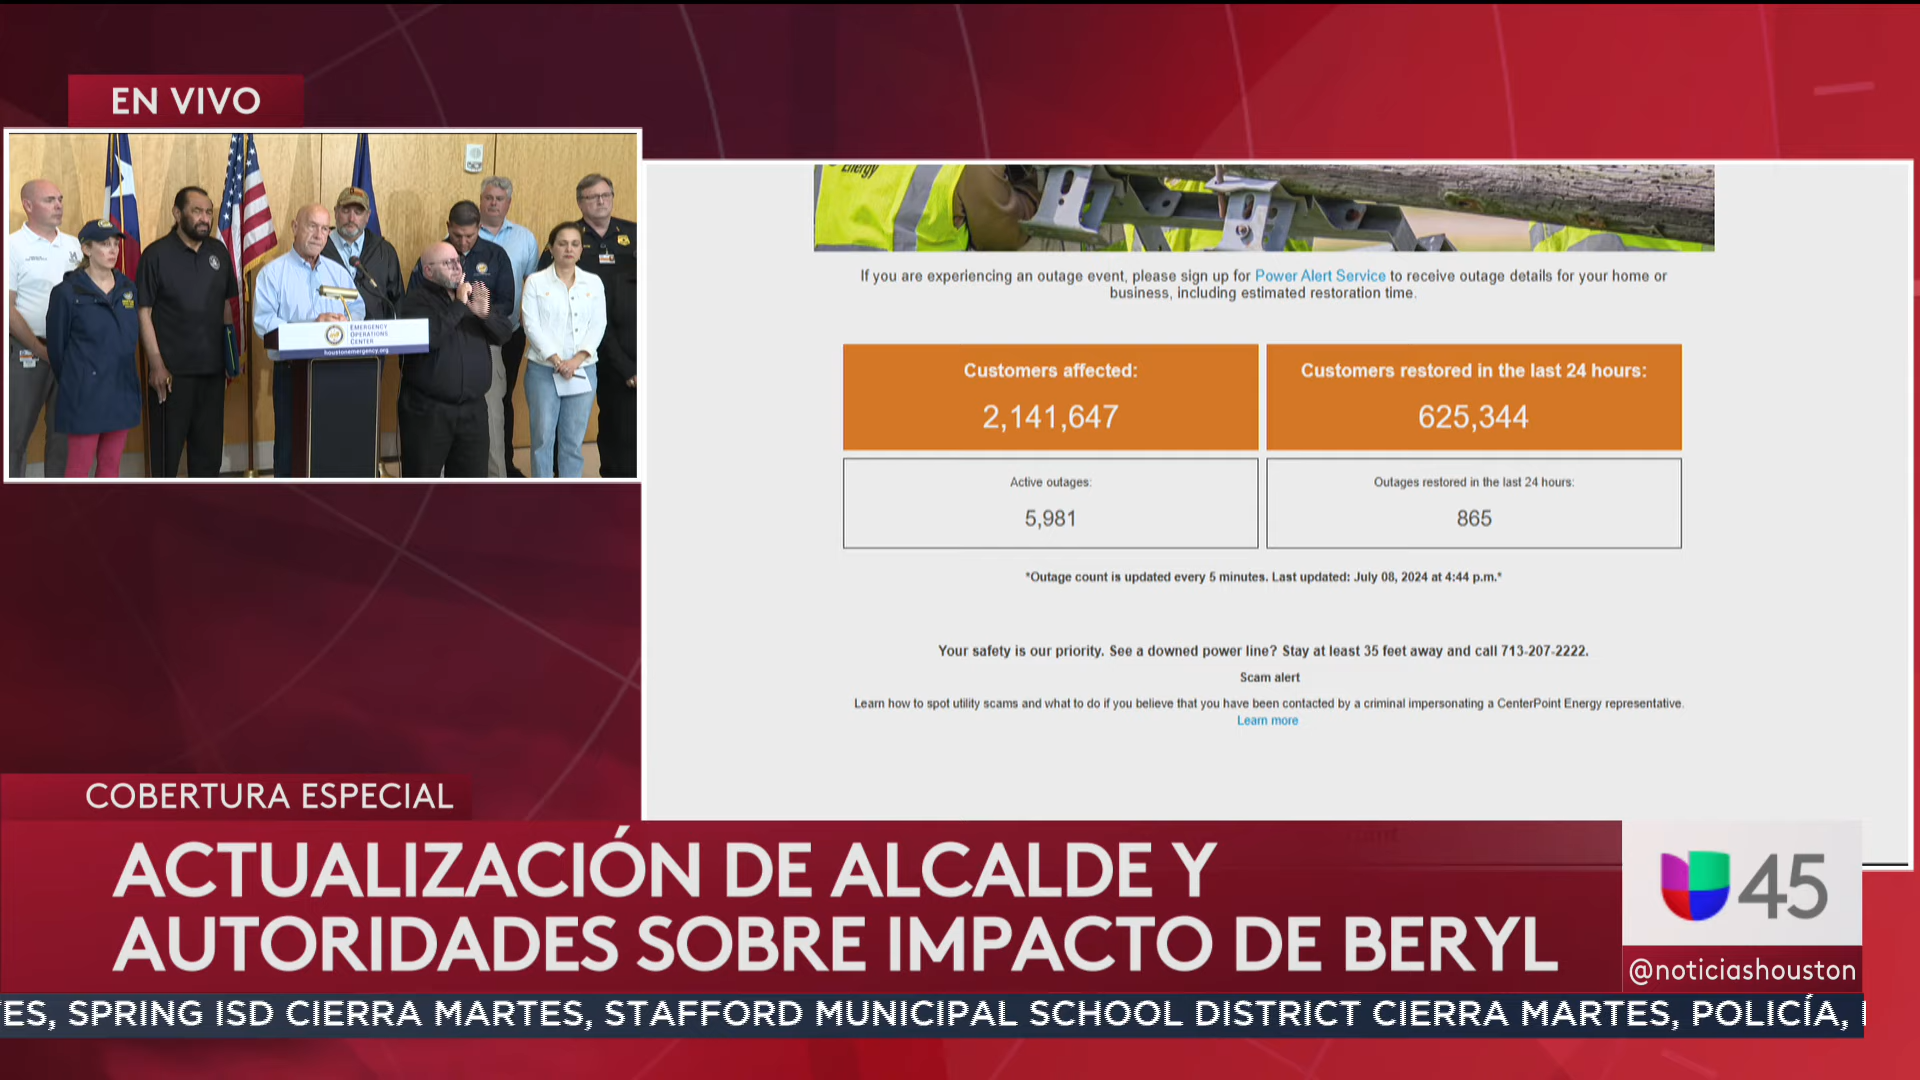 EN VIVO
EMERGENCY
OPERATIONS
CENTER
houstonemergency.org
Energy
If you are experiencing an outage event, please sign up for Power Alert Service to receive outage details for your home or
business, including estimated restoration time.
Customers affected:
2,141,647
Customers restored in the last 24 hours:
625,344
Active outages:
5,981
Outages restored in the last 24 hours:
865
*Outage count is updated every 5 minutes. Last updated: July 08, 2024 at 4:44 p.m.*
Your safety is our priority. See a downed power line? Stay at least 35 feet away and call 713-207-2222.
Scam alert
Learn how to spot utility scams and what to do if you believe that you have been contacted by a criminal impersonating a CenterPoint Energy representative.
Learn more
COBERTURA ESPECIAL
ACTUALIZACIÓN DE ALCALDE Y
AUTORIDADES SOBRE IMPACTO DE BERYL
45
@noticiashouston
ES, SPRING ISD CIERRA MARTES, STAFFORD MUNICIPAL SCHOOL DISTRICT CIERRA MARTES, POLICÍA,